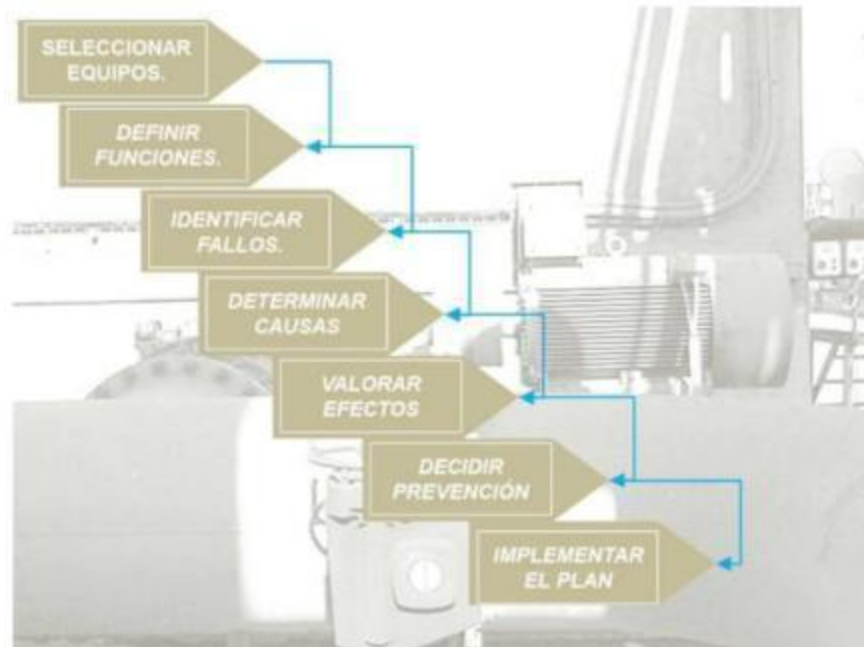 SELECCIONAR
EQUIPOS.
DEFINIR
FUNCIONES.
IDENTIFICAR
FALLOS.
DETERMINAR
CAUSAS
VALORAR
EFECTOS
DECIDIR
PREVENCIÓN
IMPLEMENTAR
EL PLAN